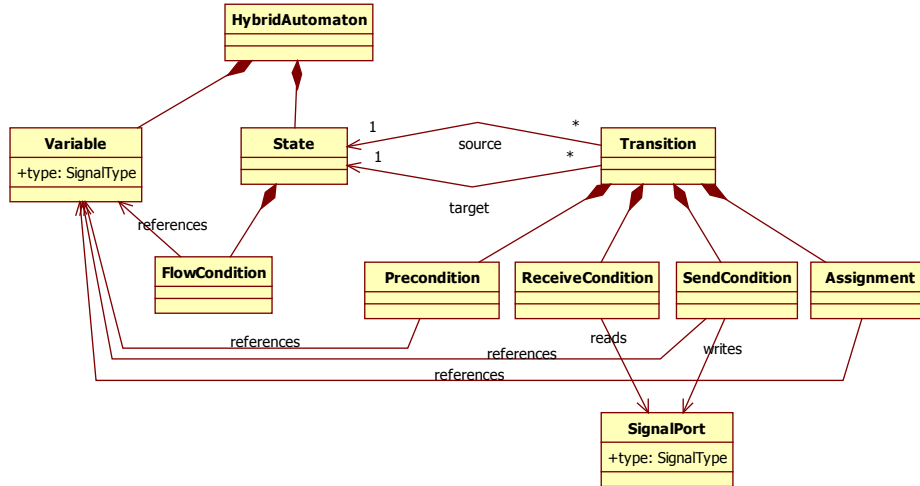 HybridAutomaton
Variable
+type: SignalType
State
1
*
source
1
*
target
Transition
references
FlowCondition
Precondition
ReceiveCondition
SendCondition
Assignment
references
reads
writes
references
references
SignalPort
+type: SignalType